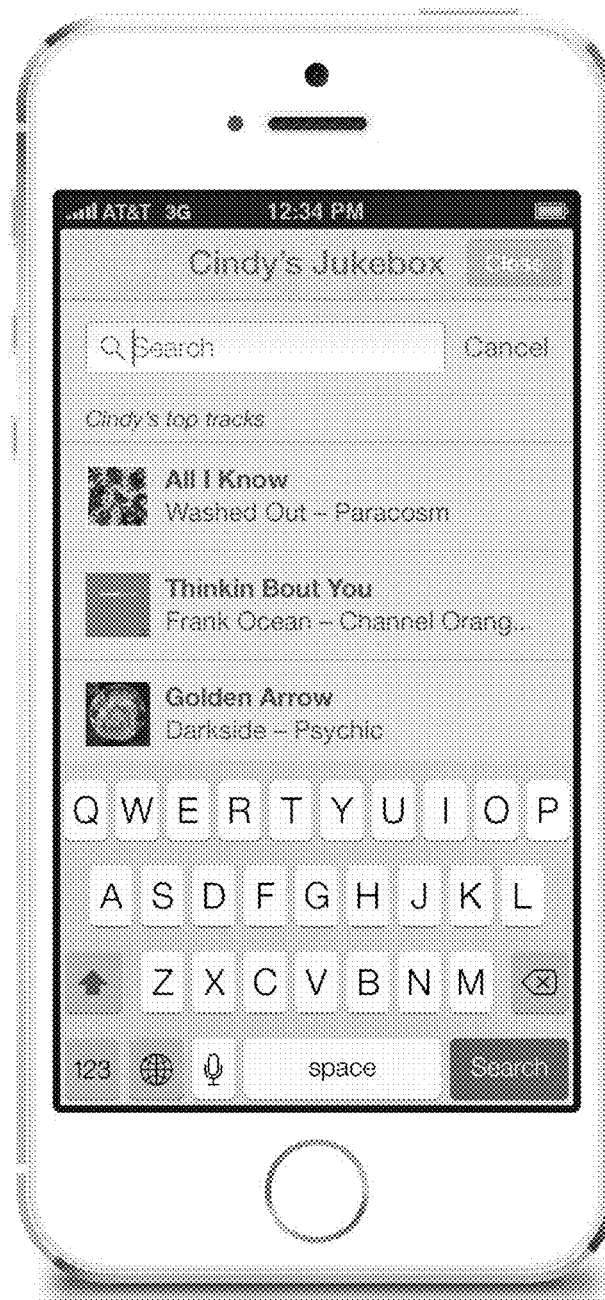 AT&T 3G 12:34 PM
Cindy's Jukebox
Search Cancel
Cindy's top tracks
All I Know
Washed Out – Paracosm
Thinkin Bout You
Frank Ocean – Channel Orang...
Golden Arrow
Darkside – Psychic
Q W E R T Y U I O P
A S D F G H J K L
Z X C V B N M
123 space Search